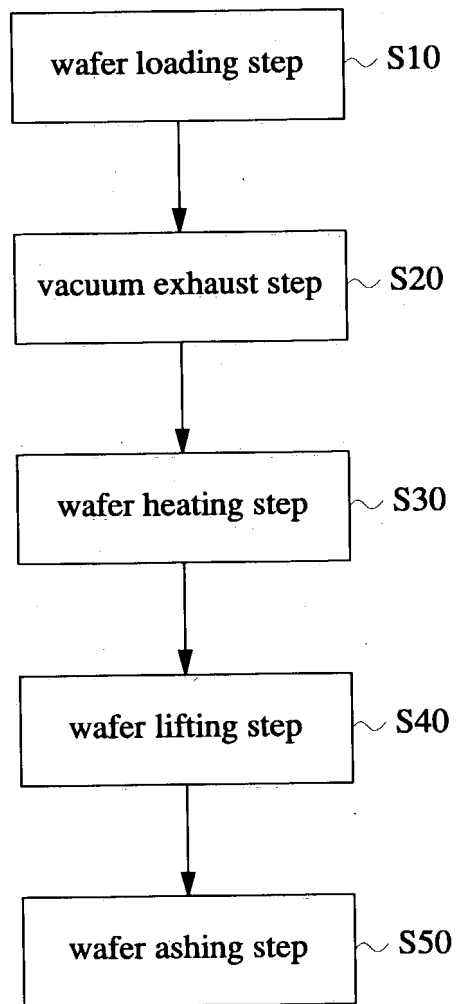 wafer loading step S10
vacuum exhaust step S20
wafer heating step S30
wafer lifting step S40
wafer ashing step S50